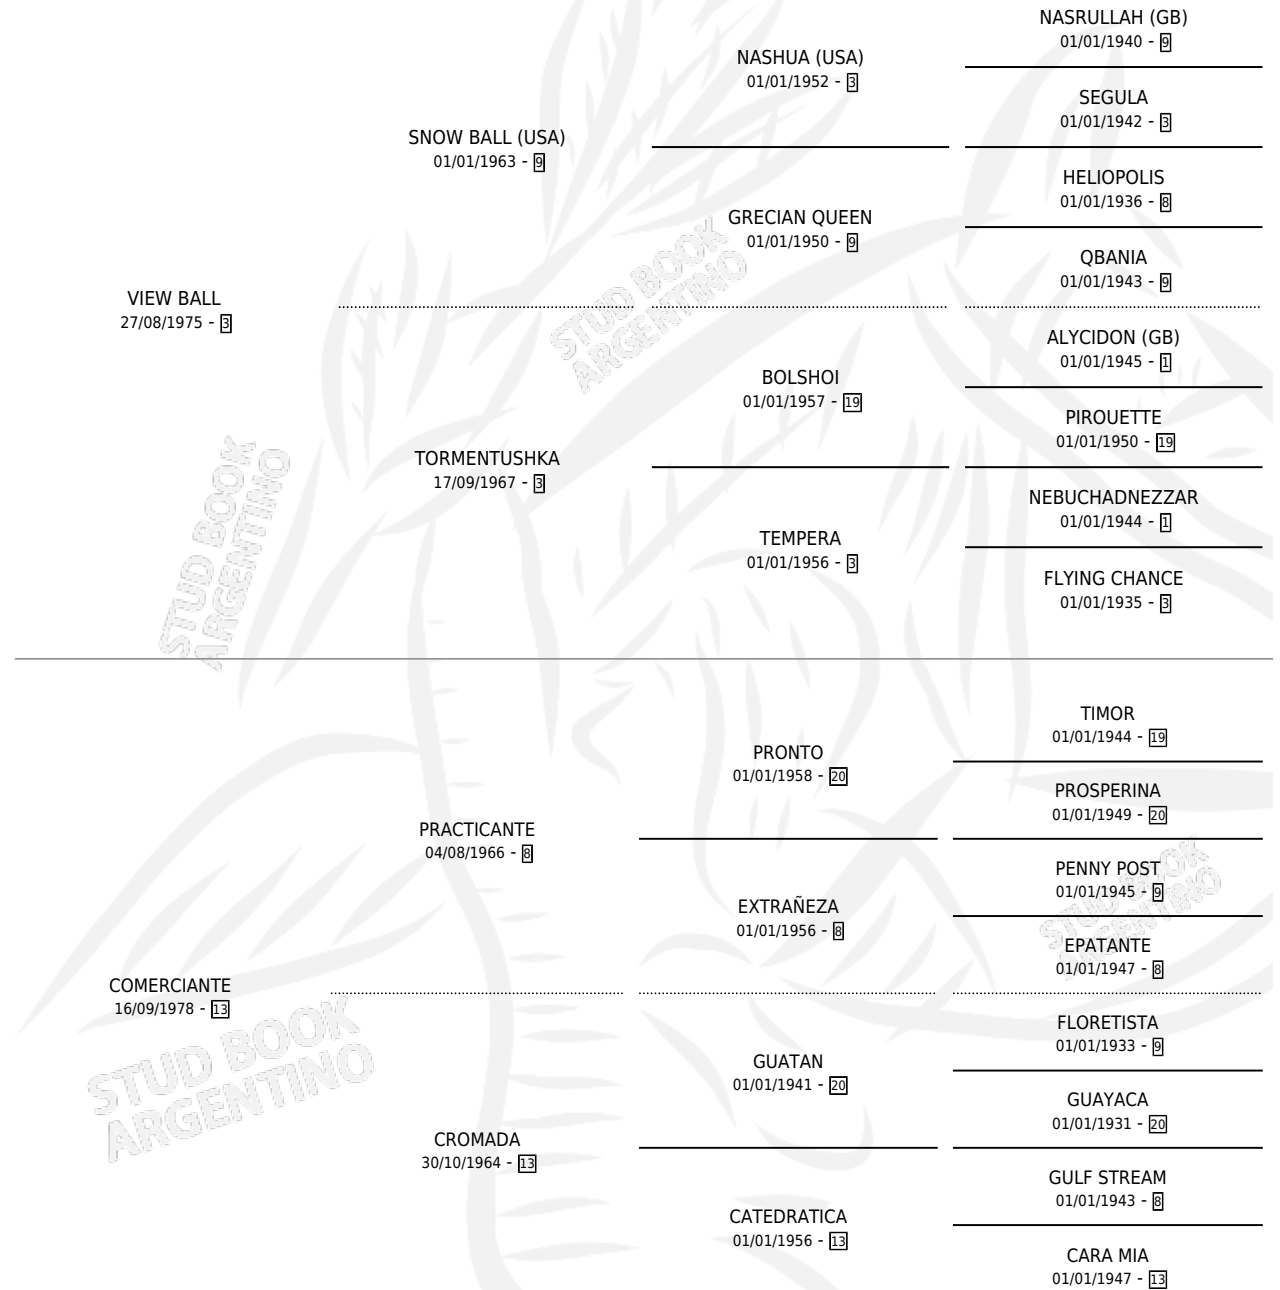 NASRULLAH (GB)
01/01/1940 - 9
NASHUA (USA)
01/01/1952 - 3
SEGULA
01/01/1942 - 3
SNOW BALL (USA)
01/01/1963 - 9
HELIOPOLIS
01/01/1936 - 8
GRECIAN QUEEN
01/01/1950 - 9
QBANIA
01/01/1943 - 9
STUD BOOK
ARGENTINO
VIEW BALL
27/08/1975 - 3
ALYCIDON (GB)
01/01/1945 - 1
BOLSHOI
01/01/1957 - 19
PIROUETTE
01/01/1950 - 19
TORMENTUSHKA
17/09/1967 - 3
NEBUCHADNEZZAR
01/01/1944 - 1
TEMPERA
01/01/1956 - 3
FLYING CHANCE
01/01/1935 - 3
STUD BOOK
ARGENTINO
TIMOR
01/01/1944 - 19
PRONTO
01/01/1958 - 20
PROSPERINA
01/01/1949 - 20
PRACTICANTE
04/08/1966 - 8
PENNY POST
01/01/1945 - 9
EXTRAÑEZA
01/01/1956 - 8
EPATANTE
01/01/1947 - 8
STUD BOOK
ARGENTINO
COMERCIANTE
16/09/1978 - 13
FLORETISTA
01/01/1933 - 9
GUATAN
01/01/1941 - 20
GUAYACA
01/01/1931 - 20
STUD BOOK
ARGENTINO
CROMADA
30/10/1964 - 13
GULF STREAM
01/01/1943 - 8
CATEDRATICA
01/01/1956 - 13
CARA MIA
01/01/1947 - 13